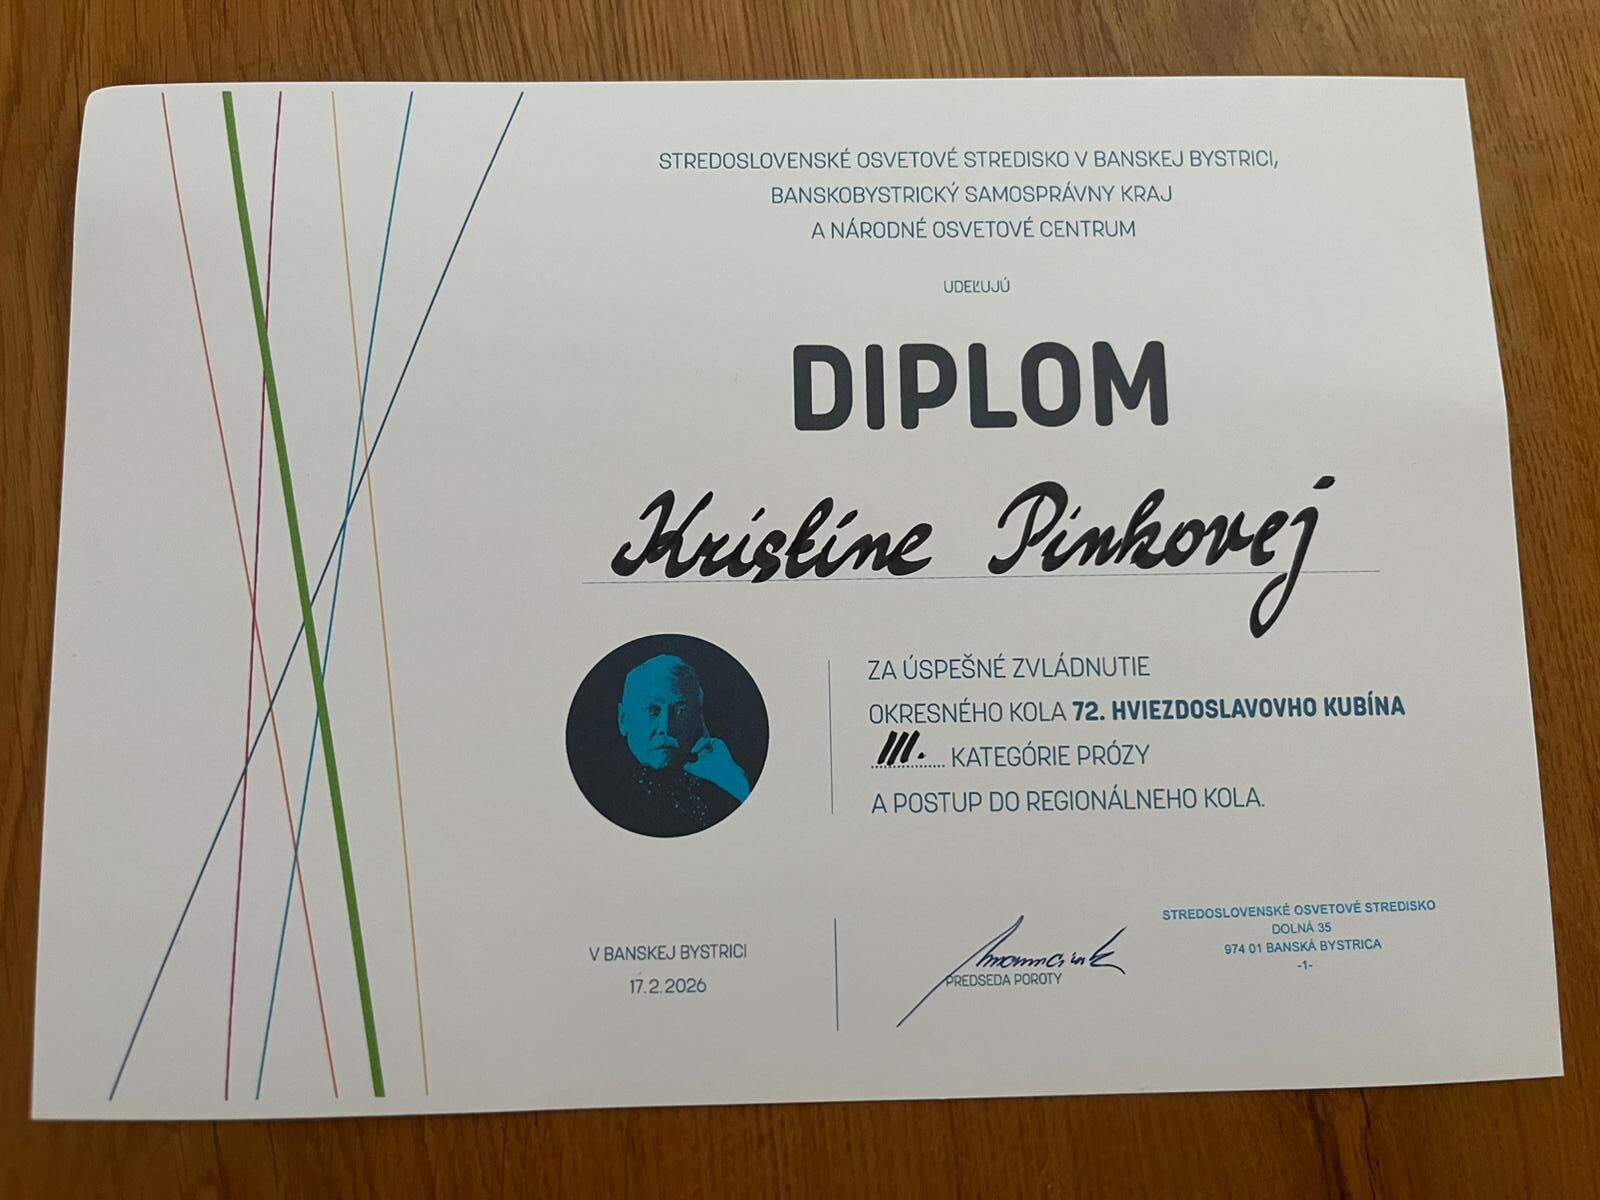 STREDOSLOVENSKÉ OSVETOVÉ STREDISKO V BANSKEJ BYSTRICI,
BANSKOBYSTRICKÝ SAMOSPRÁVNY KRAJ
A NÁRODNÉ OSVETOVÉ CENTRUM
UDEĽUJÚ
DIPLOM
Kristíne Pinkovej
ZA ÚSPEŠNÉ ZVLÁDNUTIE
OKRESNÉHO KOLA 72. HVIEZDOSLAVOVHO KUBÍNA
III. KATEGÓRIE PRÓZY
A POSTUP DO REGIONÁLNEHO KOLA.
V BANSKEJ BYSTRICI
17.2.2026
PREDSEDA POROTY
STREDOSLOVENSKÉ OSVETOVÉ STREDISKO
DOLNÁ 35
974 01 BANSKÁ BYSTRICA
-1-